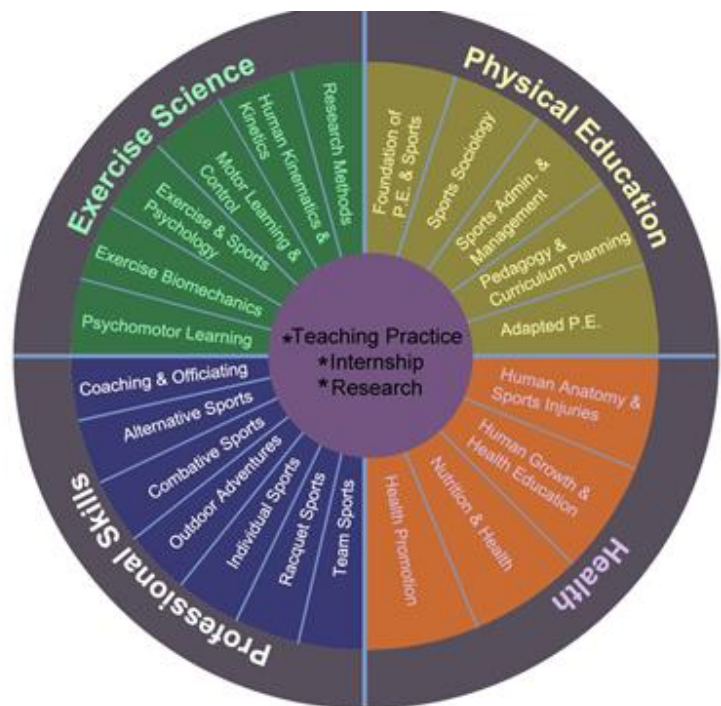 Exercise Science
Research Methods
Human Kinematics &
Kinetics
Motor Learning &
Control
Exercise & Sports
Psychology
Exercise Biomechanics
Psychomotor Learning
Physical Education
Foundation of
P.E. & Sports
Sports Sociology
Sports Admin. &
Management
Pedagogy &
Curriculum Planning
Adapted P.E.
*Teaching Practice
*Internship
*Research
Professional Skills
Coaching & Officiating
Alternative Sports
Combative Sports
Outdoor Adventures
Individual Sports
Racquet Sports
Team Sports
Health
Human Anatomy &
Sports Injuries
Human Growth &
Health Education
Nutrition & Health
Health Promotion